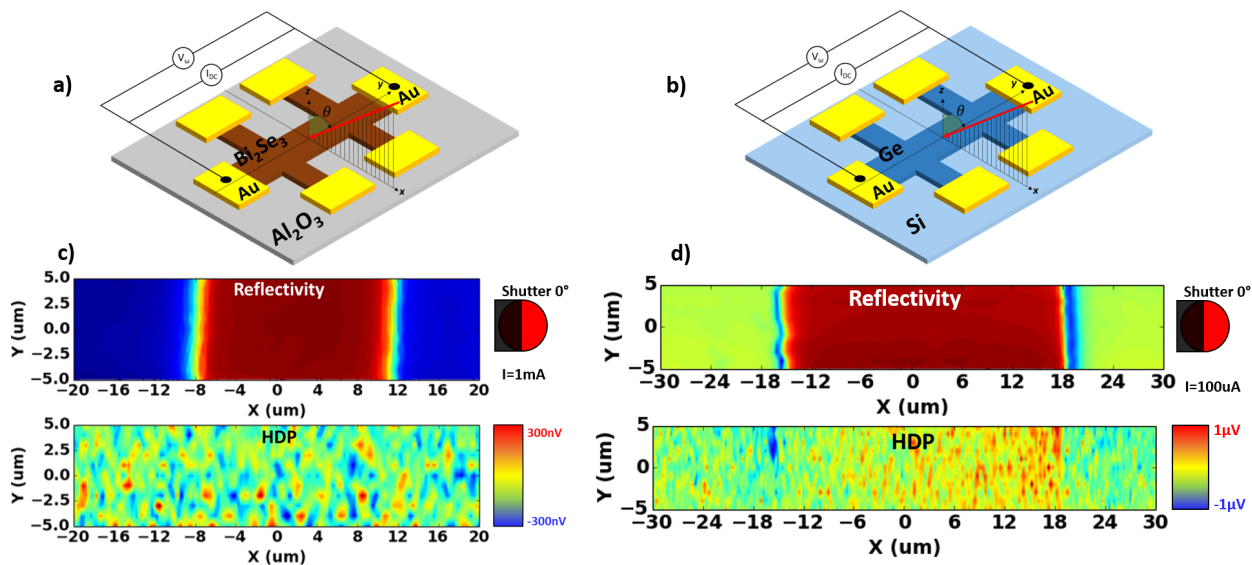 a)
Vω
IDC
z
y
θ
x
Au
Bi2Se3
Au
Al2O3
b)
Vω
IDC
z
y
θ
x
Au
Ge
Au
Si
c)
Reflectivity
Y (um)
5.0
2.5
0.0
−2.5
−5.0
−20 −16 −12 −8 −4 0 4 8 12 16 20
X (um)
Shutter 0°
I=1mA
HDP
Y (um)
5.0
2.5
0.0
−2.5
−5.0
−20 −16 −12 −8 −4 0 4 8 12 16 20
X (um)
300nV
-300nV
d)
Reflectivity
Y (um)
5
0
−5
−30 −24 −18 −12 −6 0 6 12 18 24 30
X (um)
Shutter 0°
I=100uA
HDP
Y (um)
5
0
−5
−30 −24 −18 −12 −6 0 6 12 18 24 30
X (um)
1μV
-1μV